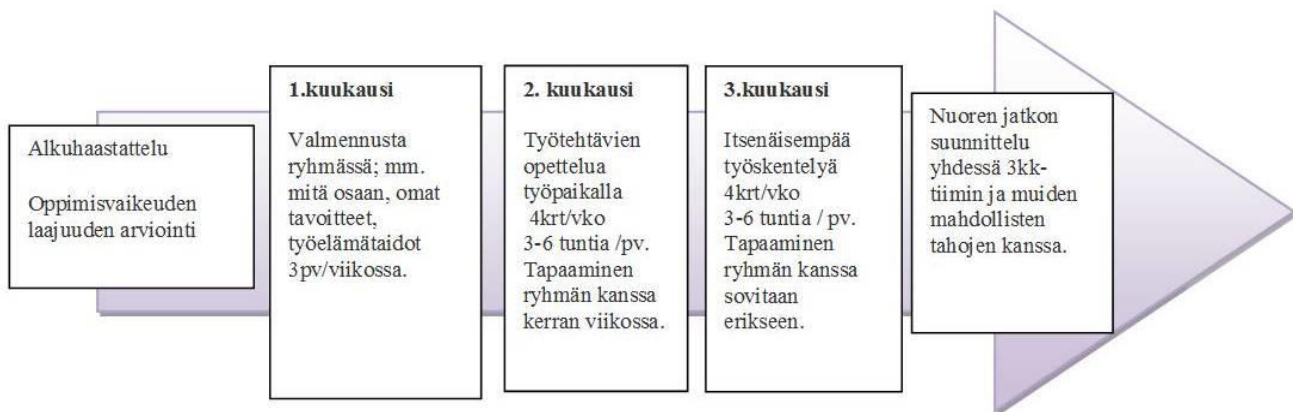 Alkuhaastattelu
Oppimisvaikeuden
laajuuden arviointi
1.kuukausi
Valmennusta
ryhmässä; mm.
mitä osaan, omat
tavoitteet,
työelämätaidot
3pv/viikossa.
2. kuukausi
Työtehtävien
opettelua
työpaikalla
4krt/vko
3-6 tuntia /pv.
Tapaaminen
ryhmän kanssa
kerran viikossa.
3.kuukausi
Itsenäisempää
työskentelyä
4krt/vko
3-6 tuntia / pv.
Tapaaminen
ryhmän kanssa
sovitaan
erikseen.
Nuoren jatkon
suunnittelu
yhdessä 3kk-
tiimin ja muiden
mahdollisten
tahojen kanssa.